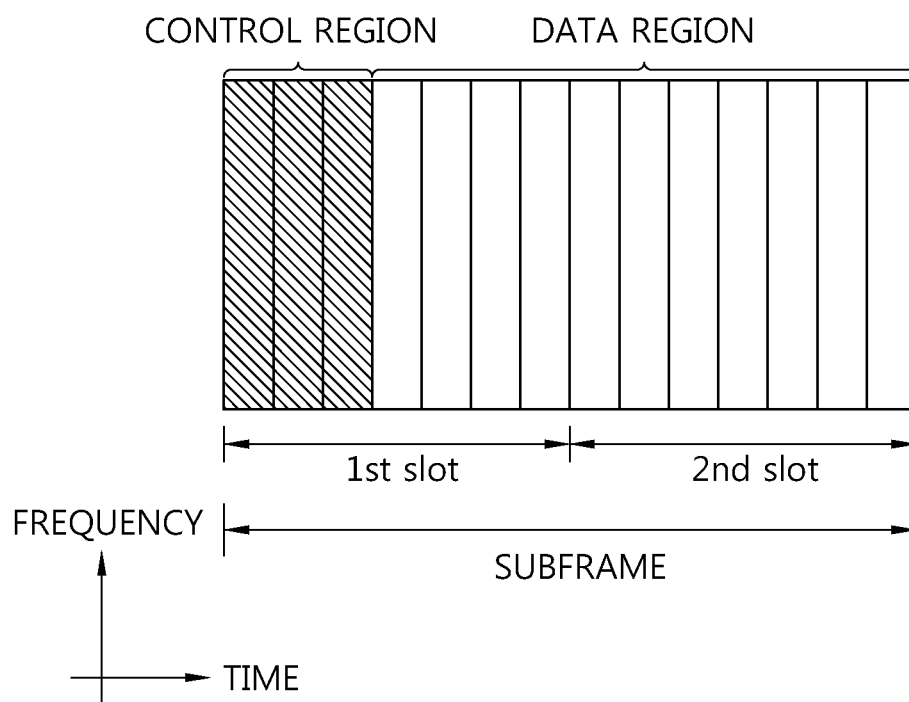 CONTROL REGION
DATA REGION
1st slot
2nd slot
FREQUENCY
SUBFRAME
TIME